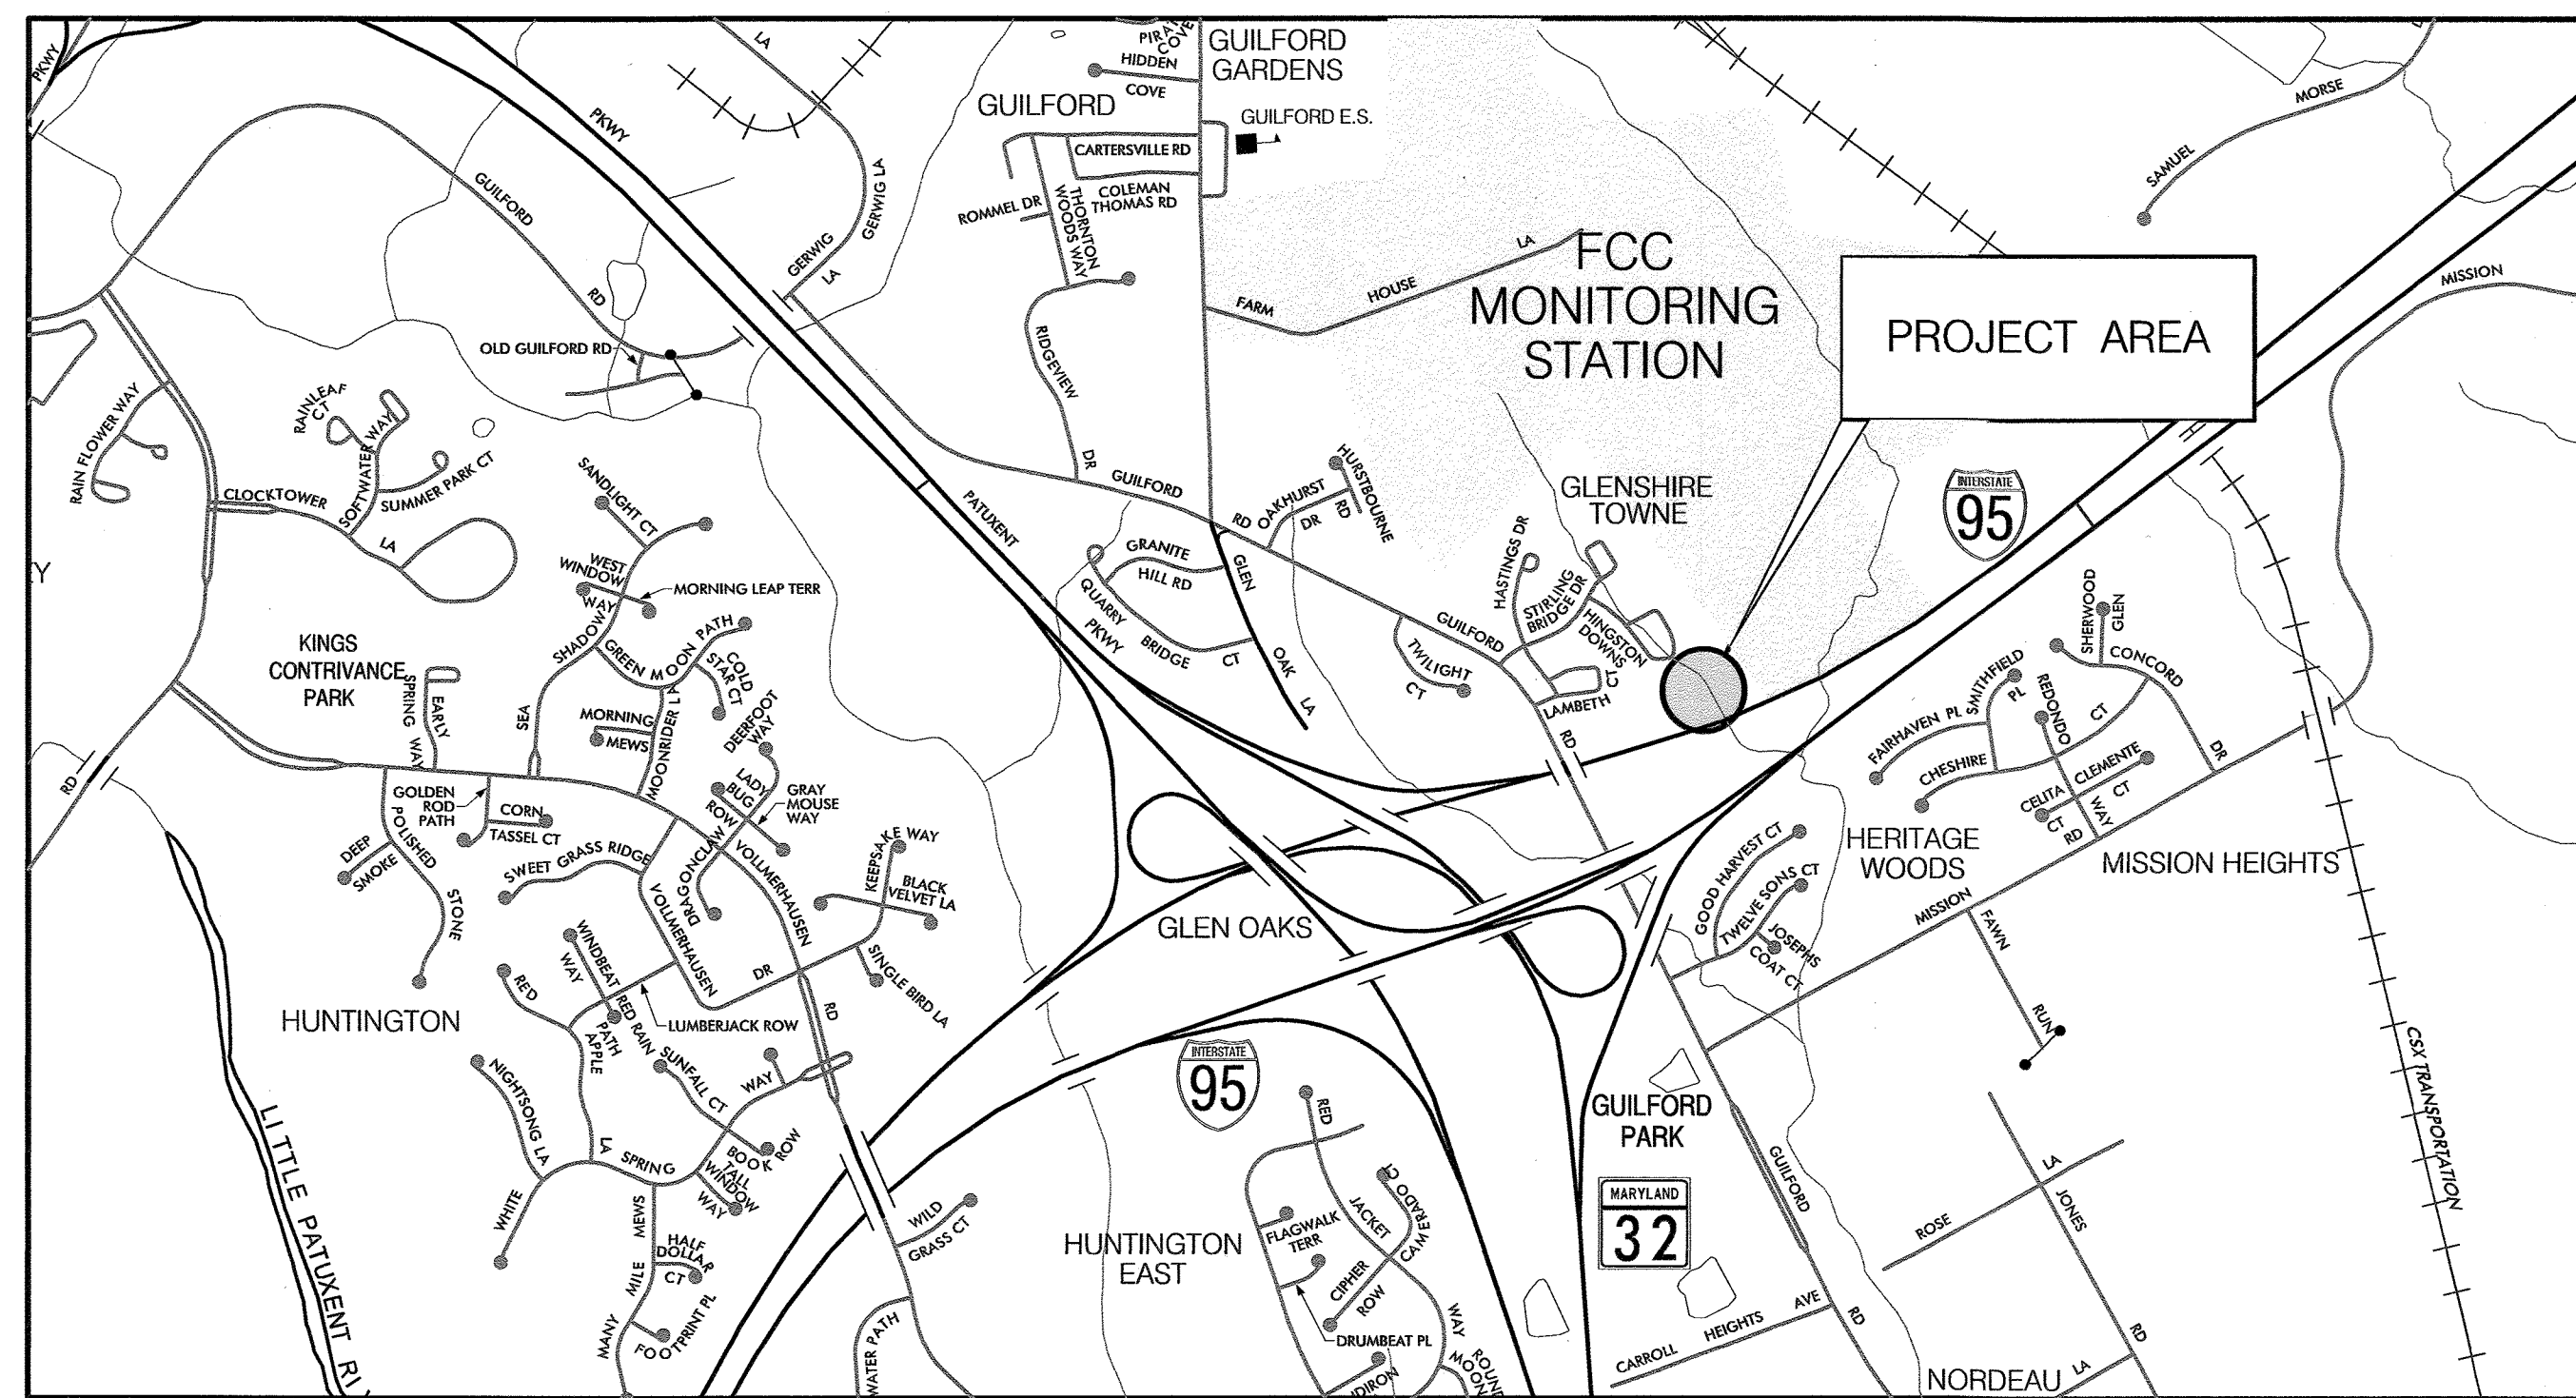 PKWY
LA
PKWY
HIDDEN
COVE
GUILFORD
GARDENS
GUILFORD
GUILFORD E.S.
CARTERSVILLE RD
COLEMAN
THOMAS RD
ROMMEL DR
THORNTON
WOODS WAY
GERWIG LA
GERWIG
LA
GUILFORD
RD
OLD GUILFORD RD
FARM
HOUSE
LA
FCC
MONITORING
STATION
PROJECT AREA
MORSE
SAMUEL
MISSION
RIDGEVIEW
DR
GUILFORD
RD
OAKHURST
DR
HURSTBOURNE
RD
GLENSHIRE
TOWNE
INTERSTATE
95
RAIN FLOWER WAY
RAINLEAF
CT
SOFTWATER WAY
SUMMER PARK CT
CLOCKTOWER
LA
SANDLIGHT CT
WEST
WINDOW
WAY
MORNING LEAP TERR
PATUXENT
PKWY
GRANITE
HILL RD
QUARRY
BRIDGE
CT
GLEN
OAK
LA
TWILIGHT
CT
GUILFORD
RD
HASTINGS DR
STIRLING
BRIDGE DR
HINGSTON
DOWNS
CT
LAMBETH
SHERWOOD
GLEN
CONCORD
DR
SMITHFIELD
PL
FAIRHAVEN PL
REDONDO
CHESHIRE
CT
CLEMENTE
CT
CELITA
CT
WAY
RD
Y
KINGS
CONTRIVANCE
PARK
SHADOW
SEA
GREEN MOON PATH
COLD
STAR CT
EARLY
SPRING WAY
MORNING
MEWS
MOONRIDER LA
DEERFOOT
WAY
LADY
BUG
ROW
GRAY
MOUSE
WAY
RD
GOLDEN
ROD
PATH
CORN
TASSEL CT
POLISHED
STONE
DEEP
SMOKE
SWEET GRASS RIDGE
DRAGONCLAW
VOLLMERHAUSEN
VOLLMERHAUSEN
DR
RD
KEEPSAKE WAY
BLACK
VELVET LA
SINGLE BIRD LA
GLEN OAKS
HERITAGE
WOODS
MISSION HEIGHTS
GOOD HARVEST CT
TWELVE SONS CT
JOSEPHS
COAT CT
MISSION
FAWN
RUN
HUNTINGTON
WINDBEAT
WAY
RED
APPLE
LA
RED RAIN
PATH
LUMBERJACK ROW
SUNFALL CT
WAY
NIGHTSONG LA
WHITE
SPRING
BOOK ROW
TALL
WINDOW
WAY
MEWS
MILE
MANY
HALF
DOLLAR
CT
FOOTPRINT PL
WILD
GRASS CT
WATER PATH
LITTLE PATUXENT
INTERSTATE
95
HUNTINGTON
EAST
RED
JACKET
WAY
CAMERADO CT
FLAGWALK
TERR
CIPHER
ROW
DRUMBEAT PL
ROUND
MOON
GUILFORD
PARK
MARYLAND
32
GUILFORD
RD
CARROLL
HEIGHTS
AVE
ROSE
LA
JONES
RD
NORDEAU
LA
CSX TRANSPORTATION